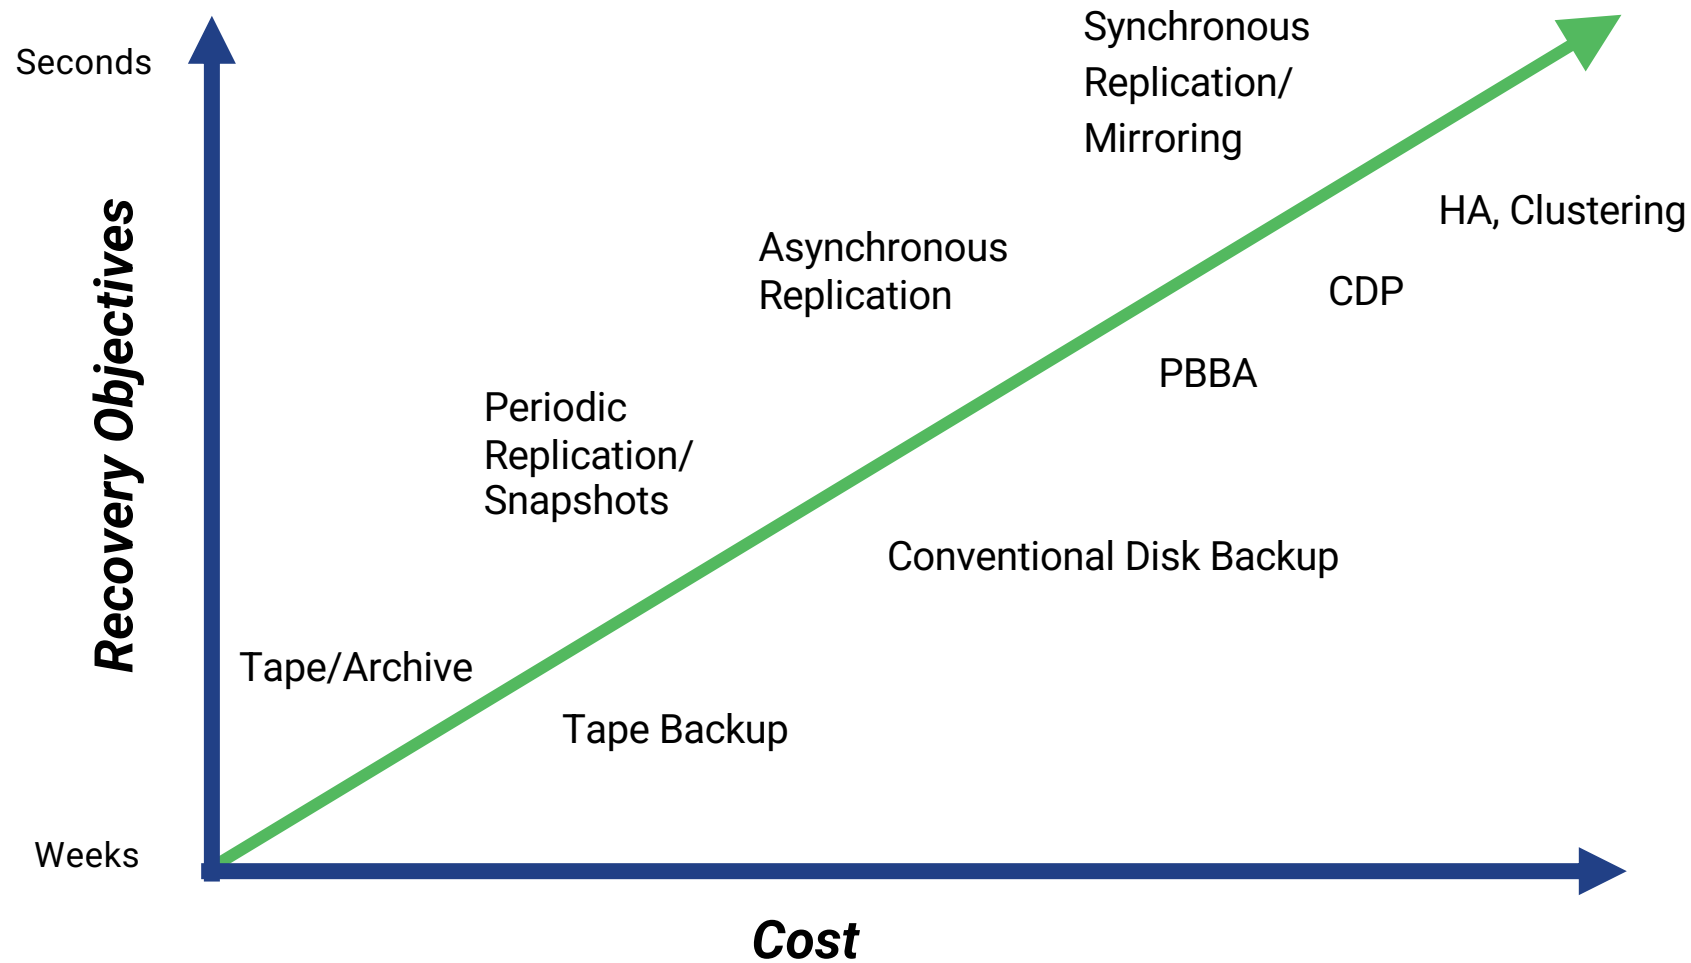 Synchronous
Replication/
Mirroring
Seconds
HA, Clustering
Asynchronous
Replication
CDP
PBBA
Periodic
Replication/
Snapshots
Recovery Objectives
Conventional Disk Backup
Tape/Archive
Tape Backup
Weeks
Cost